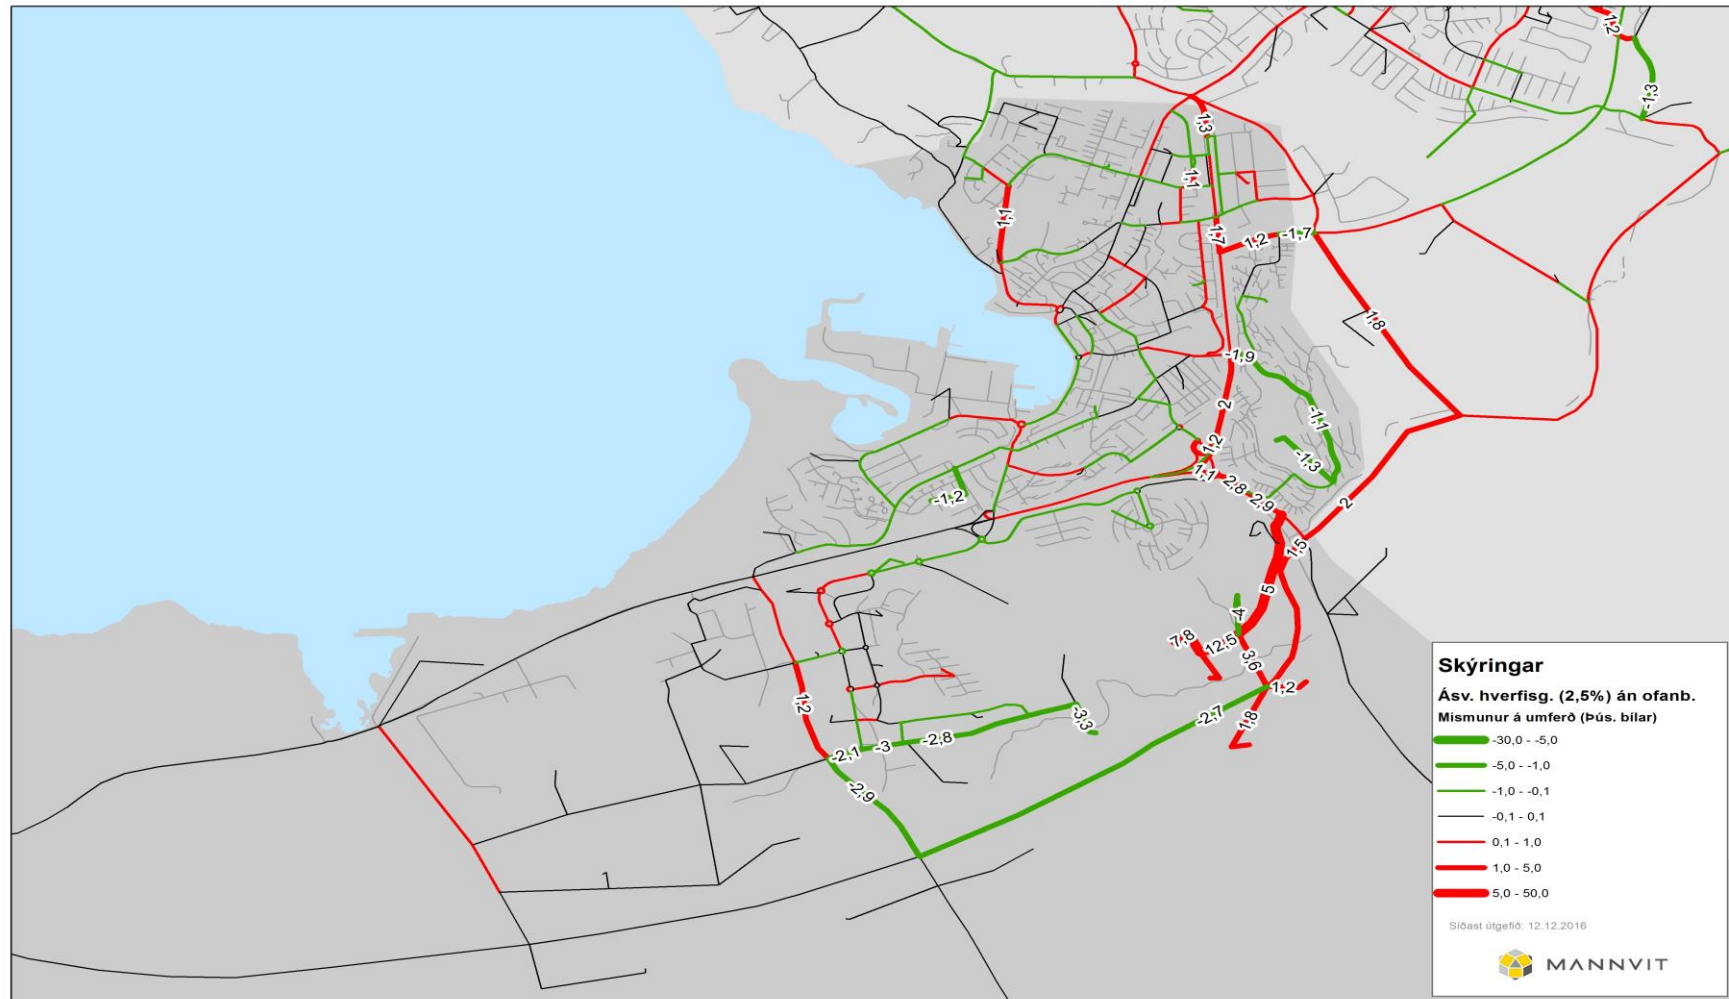 1,2
-1,3
1,3
1,1
1,1
1,7
1,2
-1,7
1,8
-1,9
2
-1,1
1,2
-1,3
1,1
2,8
2,9
-1,2
2
1,5
5
-4
7,8
12,5
3,6
1,2
-2,7
1,8
1,2
-3,3
-2,8
-3
-2,1
-2,9
Skýringar
Ásv. hverfisg. (2,5%) án ofanb.
Mismunur á umferð (Þús. bílar)
-30,0 - -5,0
-5,0 - -1,0
-1,0 - -0,1
-0,1 - 0,1
0,1 - 1,0
1,0 - 5,0
5,0 - 50,0
Síðast útgefið: 12.12.2016
MANNVIT